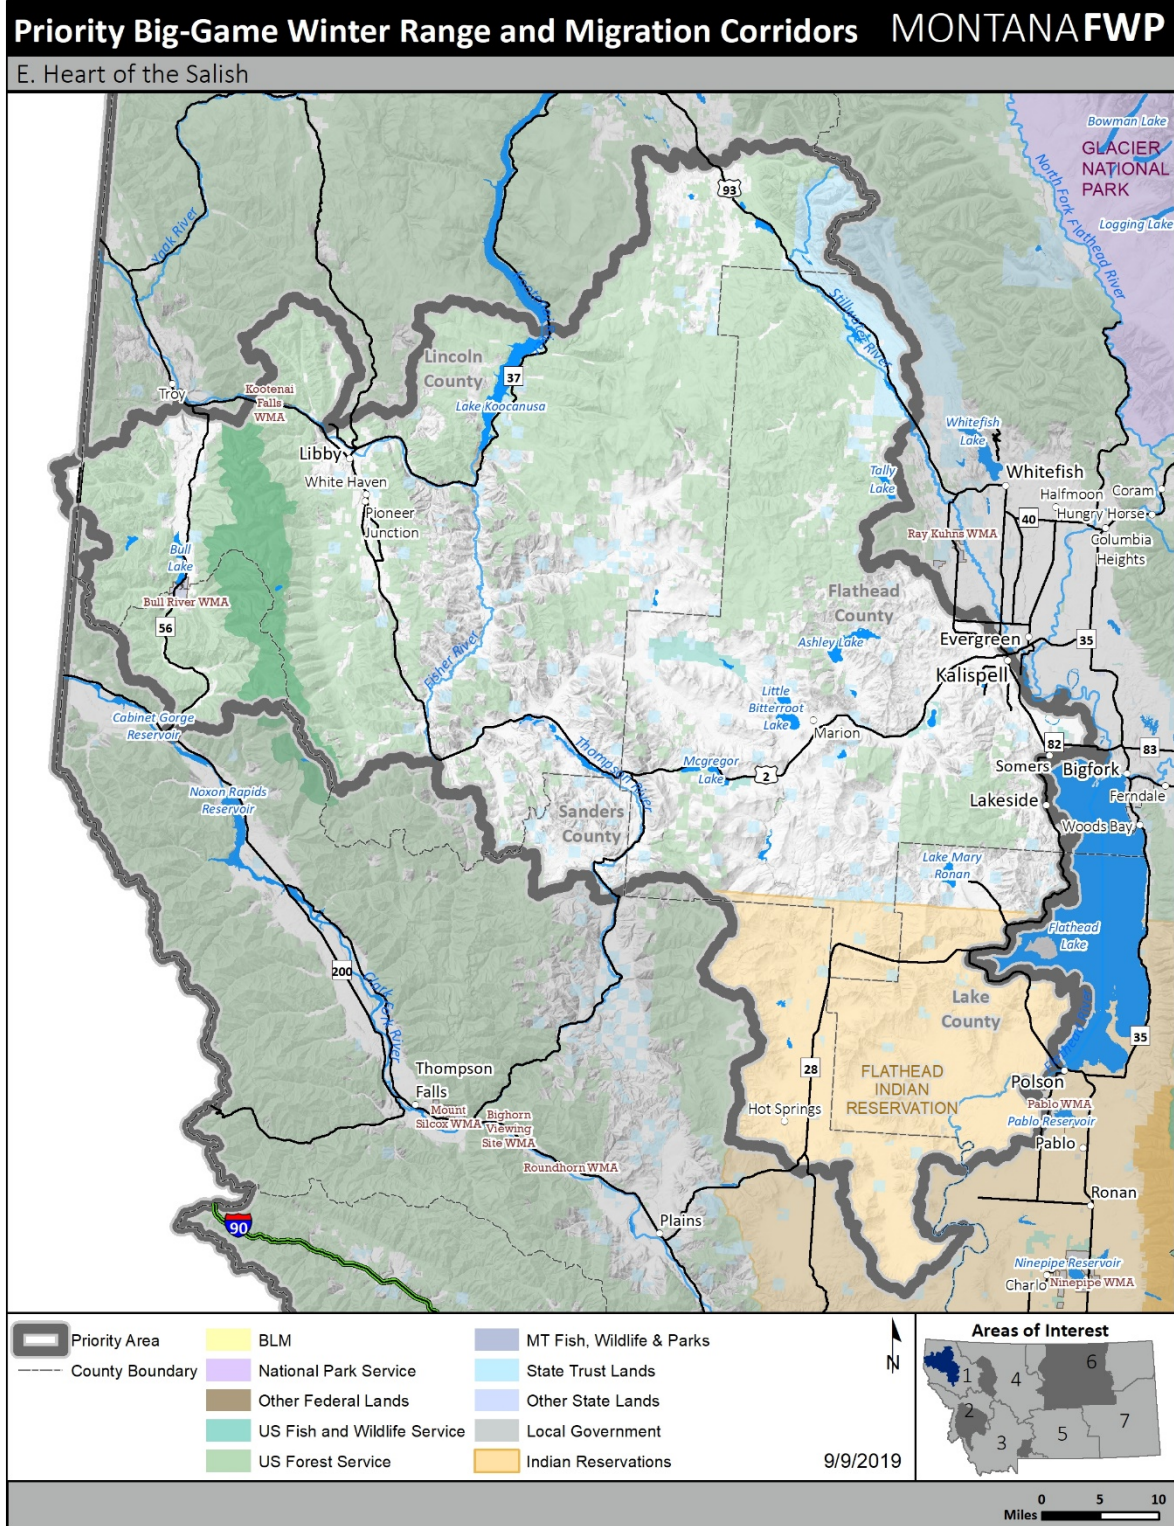 Priority Big-Game Winter Range and Migration Corridors MONTANA FWP
E. Heart of the Salish
Bowman Lake
GLACIER
NATIONAL
PARK
North Fork Flathead River
Logging Lake
93
Yaak River
Stillwater River
Lincoln
County
37
Lake Koocanusa
Troy
Kootenai
Falls
WMA
Whitefish
Lake
Libby
White Haven
Pioneer
Junction
Tally
Lake
Whitefish
Halfmoon
Coram
Hungry Horse
40
Columbia
Heights
Ray Kuhns WMA
Bull
Lake
Bull River WMA
56
Flathead
County
Ashley Lake
Evergreen
35
Kalispell
Fisher River
Little
Bitterroot
Lake
Marion
Cabinet Gorge
Reservoir
Thompson River
Mcgregor
Lake
2
82
83
Somers
Bigfork
Noxon Rapids
Reservoir
Lakeside
Ferndale
Sanders
County
Woods Bay
Lake Mary
Ronan
Flathead
Lake
200
Clark Fork River
Lake
County
35
Thompson
Falls
28
FLATHEAD
INDIAN
RESERVATION
Polson
Mount
Silcox WMA
Bighorn
Viewing
Site WMA
Hot Springs
Pablo WMA
Pablo Reservoir
Pablo
Roundhorn WMA
Ronan
90
Plains
Ninepipe Reservoir
Charlo
Ninepipe WMA
Priority Area
County Boundary
BLM
National Park Service
Other Federal Lands
US Fish and Wildlife Service
US Forest Service
MT Fish, Wildlife & Parks
State Trust Lands
Other State Lands
Local Government
Indian Reservations
N
9/9/2019
Areas of Interest
1
2
3
4
5
6
7
0 5 10
Miles